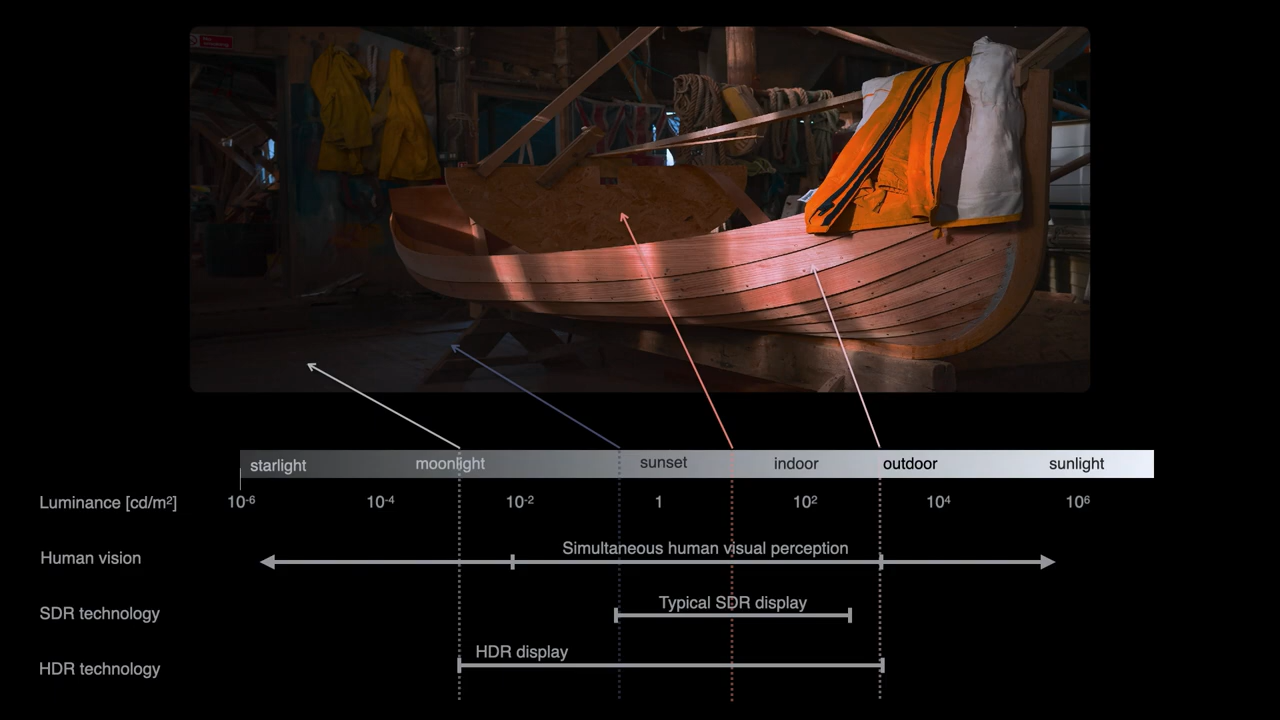 starlight moonlight sunset indoor outdoor sunlight
Luminance [cd/m²] 10⁻⁶ 10⁻⁴ 10⁻² 1 10² 10⁴ 10⁶
Human vision Simultaneous human visual perception
SDR technology Typical SDR display
HDR technology HDR display